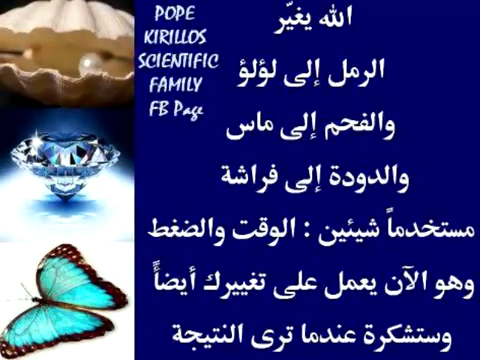 POPE
KIRILLOS
SCIENTIFIC
FAMILY
FB Page
الله يغيّر
الرمل إلى لؤلؤ
والفحم إلى ماس
والدودة إلى فراشة
مستخدماً شيئين : الوقت والضغط
وهو الآن يعمل على تغييرك أيضاً
وستشكرة عندما ترى النتيجة